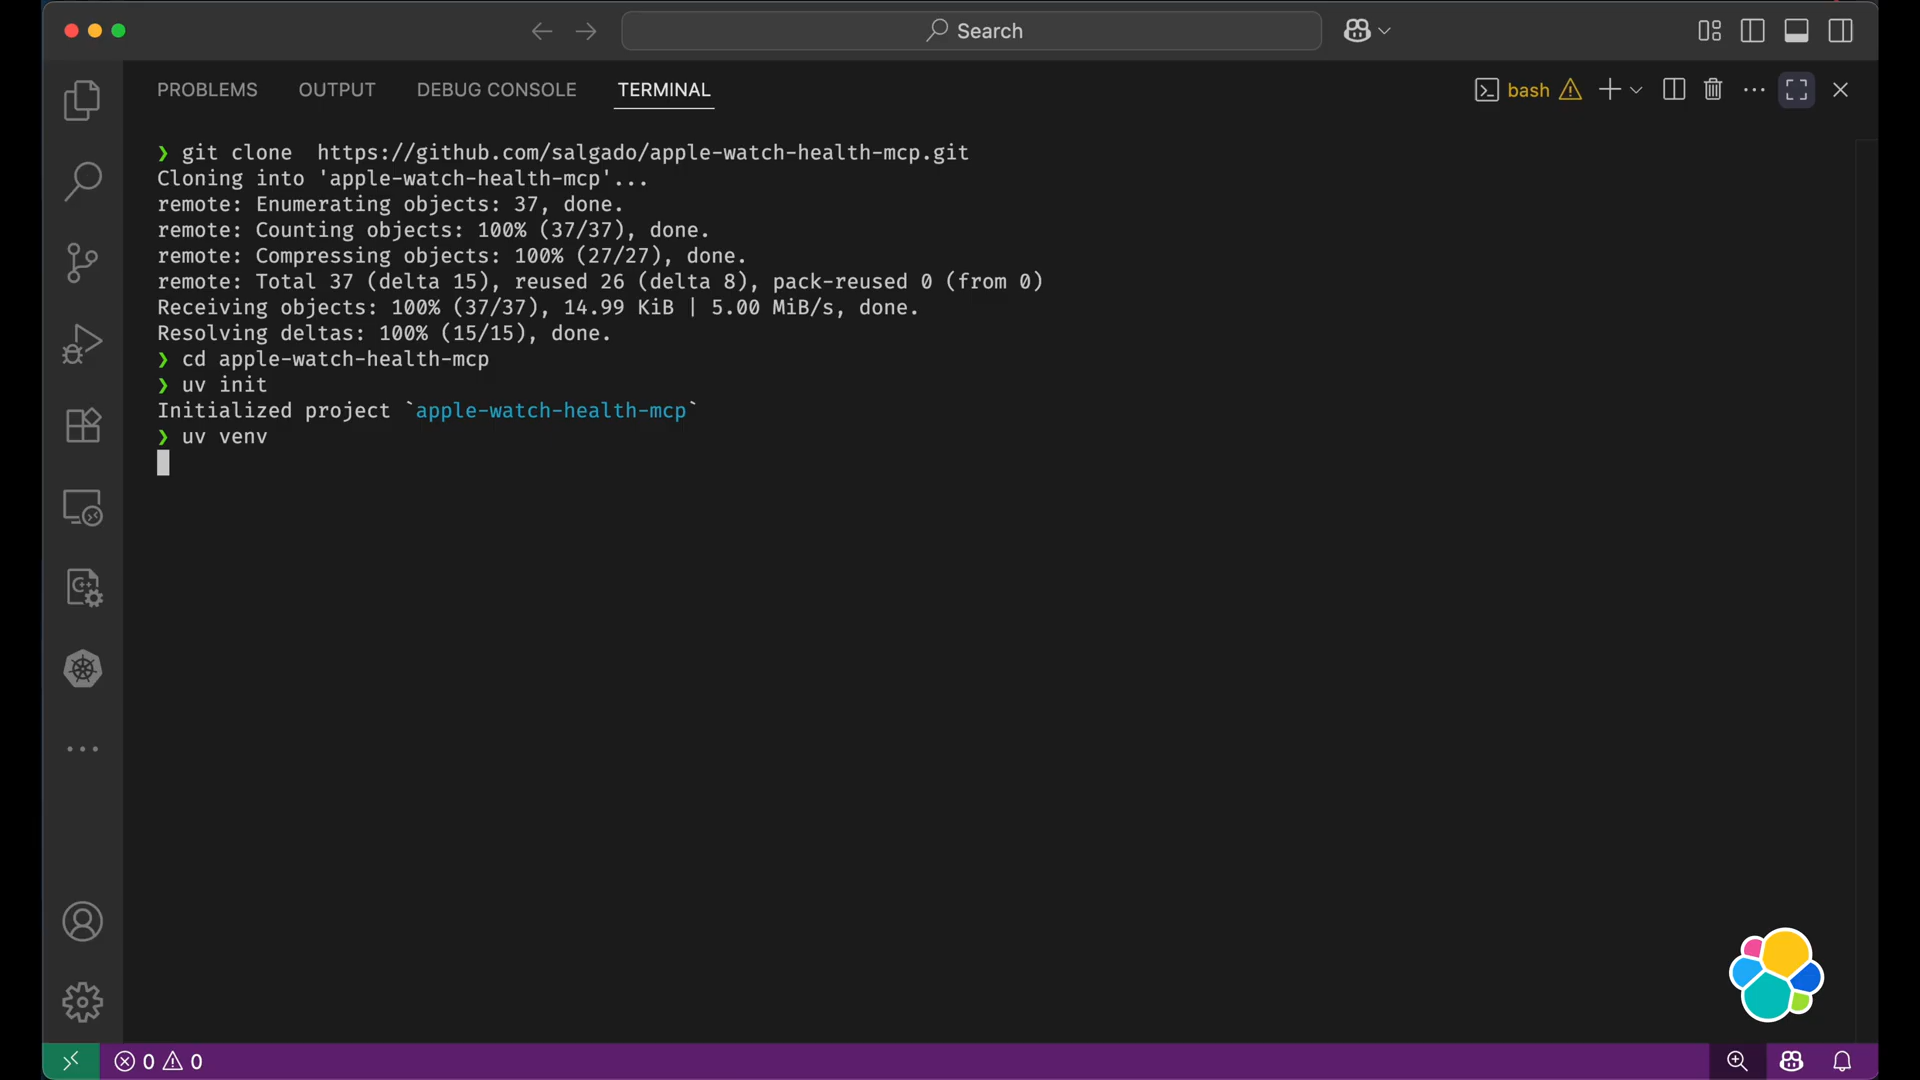 Search
PROBLEMS OUTPUT DEBUG CONSOLE TERMINAL
bash
❯ git clone  https://github.com/salgado/apple-watch-health-mcp.git
Cloning into 'apple-watch-health-mcp'...
remote: Enumerating objects: 37, done.
remote: Counting objects: 100% (37/37), done.
remote: Compressing objects: 100% (27/27), done.
remote: Total 37 (delta 15), reused 26 (delta 8), pack-reused 0 (from 0)
Receiving objects: 100% (37/37), 14.99 KiB | 5.00 MiB/s, done.
Resolving deltas: 100% (15/15), done.
❯ cd apple-watch-health-mcp
❯ uv init
Initialized project `apple-watch-health-mcp`
❯ uv venv
0 0